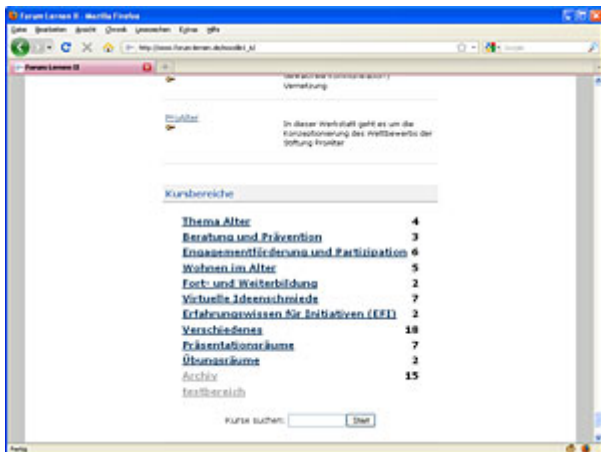 Forum Lernen II - Mozilla Firefox
Datei Bearbeiten Ansicht Chronik Lesezeichen Extras Hilfe
Forum Lernen II
Vernetzung
ProAlter
In dieser Werkstatt geht es um die
Konzeptionierung des Wettbewerbs der
Stiftung ProAlter
Kursbereiche
Thema Alter 4
Beratung und Prävention 3
Engagementförderung und Partizipation 6
Wohnen im Alter 5
Fort- und Weiterbildung 2
Virtuelle Ideenschmiede 7
Erfahrungswissen für Initiativen (EFI) 2
Verschiedenes 18
Präsentationsräume 7
Übungsräume 2
Archiv 15
testbereich
Kurse suchen: Start
Fertig